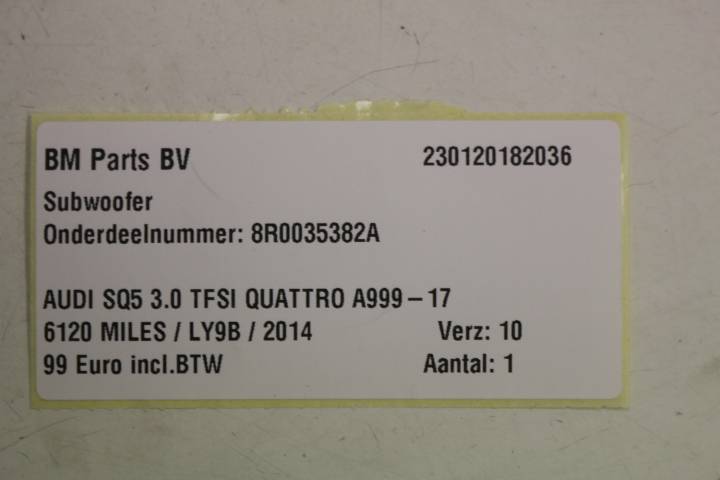 BM Parts BV 230120182036
Subwoofer
Onderdeelnummer: 8R0035382A
AUDI SQ5 3.0 TFSI QUATTRO A999-17
6120 MILES / LY9B / 2014 Verz: 10
99 Euro incl.BTW Aantal: 1